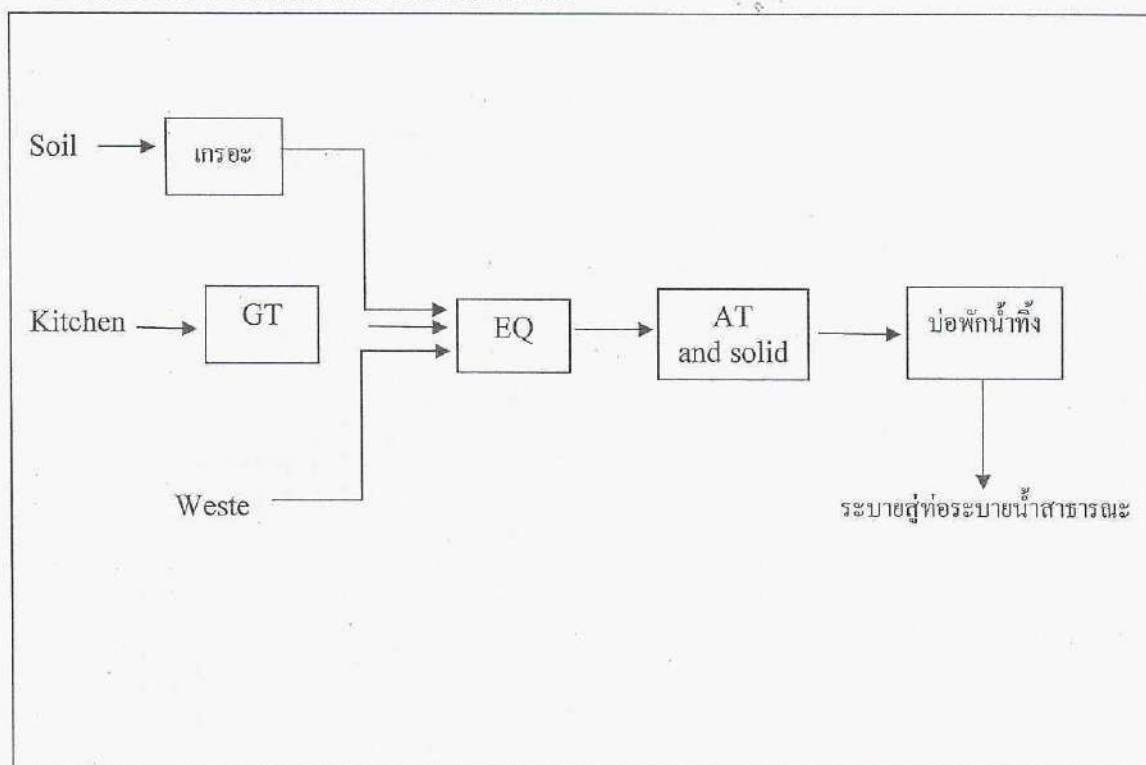 Soil
เกรอะ
Kitchen
GT
Weste
EQ
AT
and solid
บ่อพักน้ำทิ้ง
ระบายสู่ท่อระบายน้ำสาธารณะ